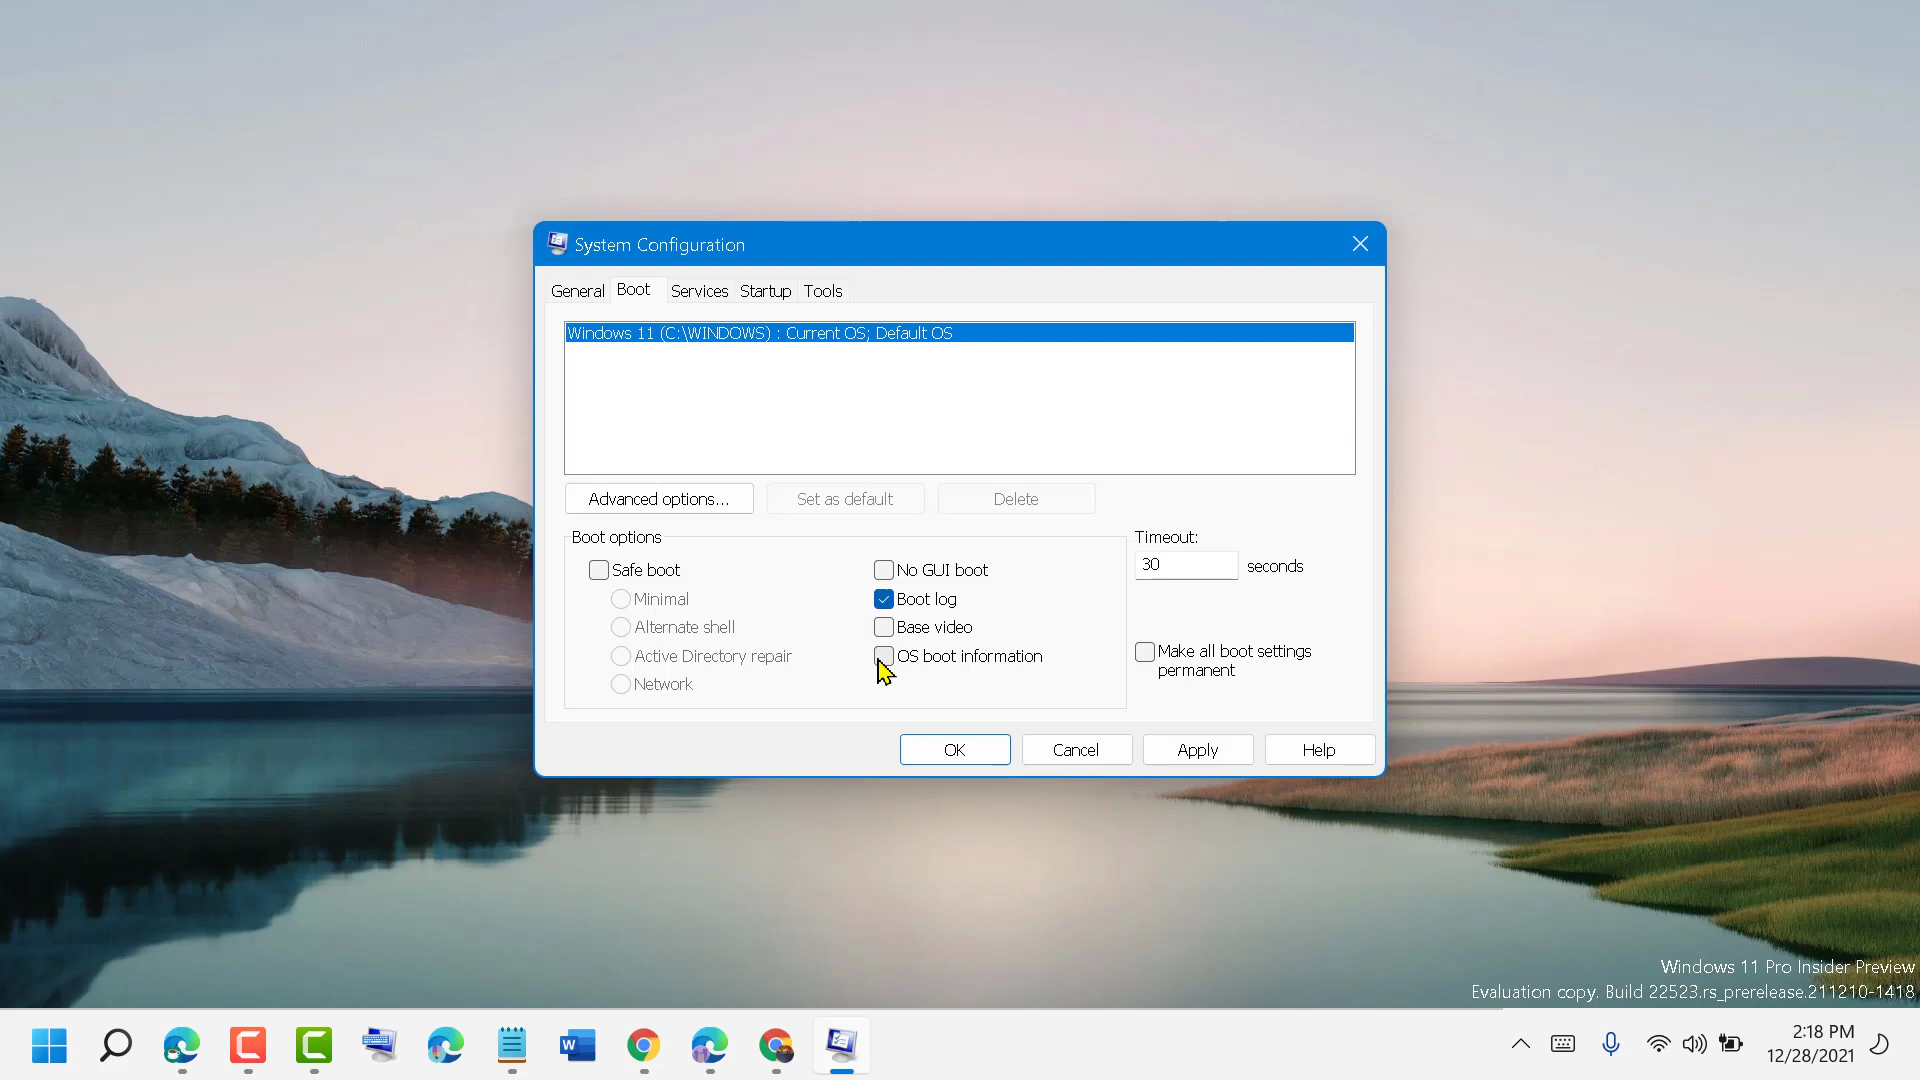 System Configuration
General Boot Services Startup Tools
Windows 11 (C:\WINDOWS) : Current OS; Default OS
Advanced options... Set as default Delete
Boot options
Timeout:
Safe boot
No GUI boot
30 seconds
Minimal
Boot log
Alternate shell
Base video
Active Directory repair
OS boot information
Make all boot settings
permanent
Network
OK Cancel Apply Help
Windows 11 Pro Insider Preview
Evaluation copy. Build 22523.rs_prerelease.211210-1418
W
2:18 PM
12/28/2021